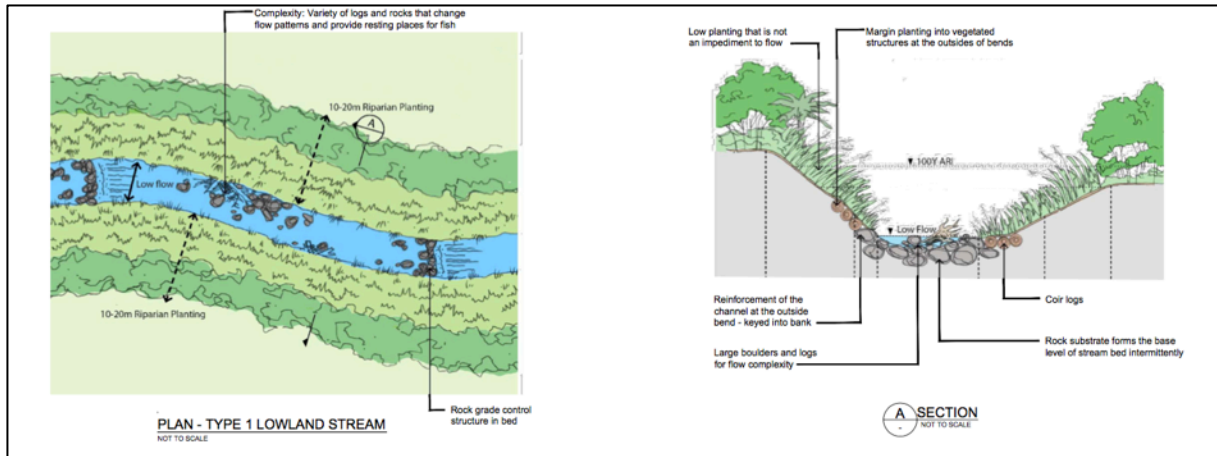 Complexity: Variety of logs and rocks that change
flow patterns and provide resting places for fish
10-20m Riparian Planting
A
Low flow
10-20m Riparian Planting
Rock grade control
structure in bed
PLAN - TYPE 1 LOWLAND STREAM
NOT TO SCALE
Low planting that is not
an impediment to flow
Margin planting into vegetated
structures at the outsides of bends
100Y ARI
Low Flow
Reinforcement of the
channel at the outside
bend - keyed into bank
Coir logs
Large boulders and logs
for flow complexity
Rock substrate forms the base
level of stream bed intermittently
A
-
SECTION
NOT TO SCALE